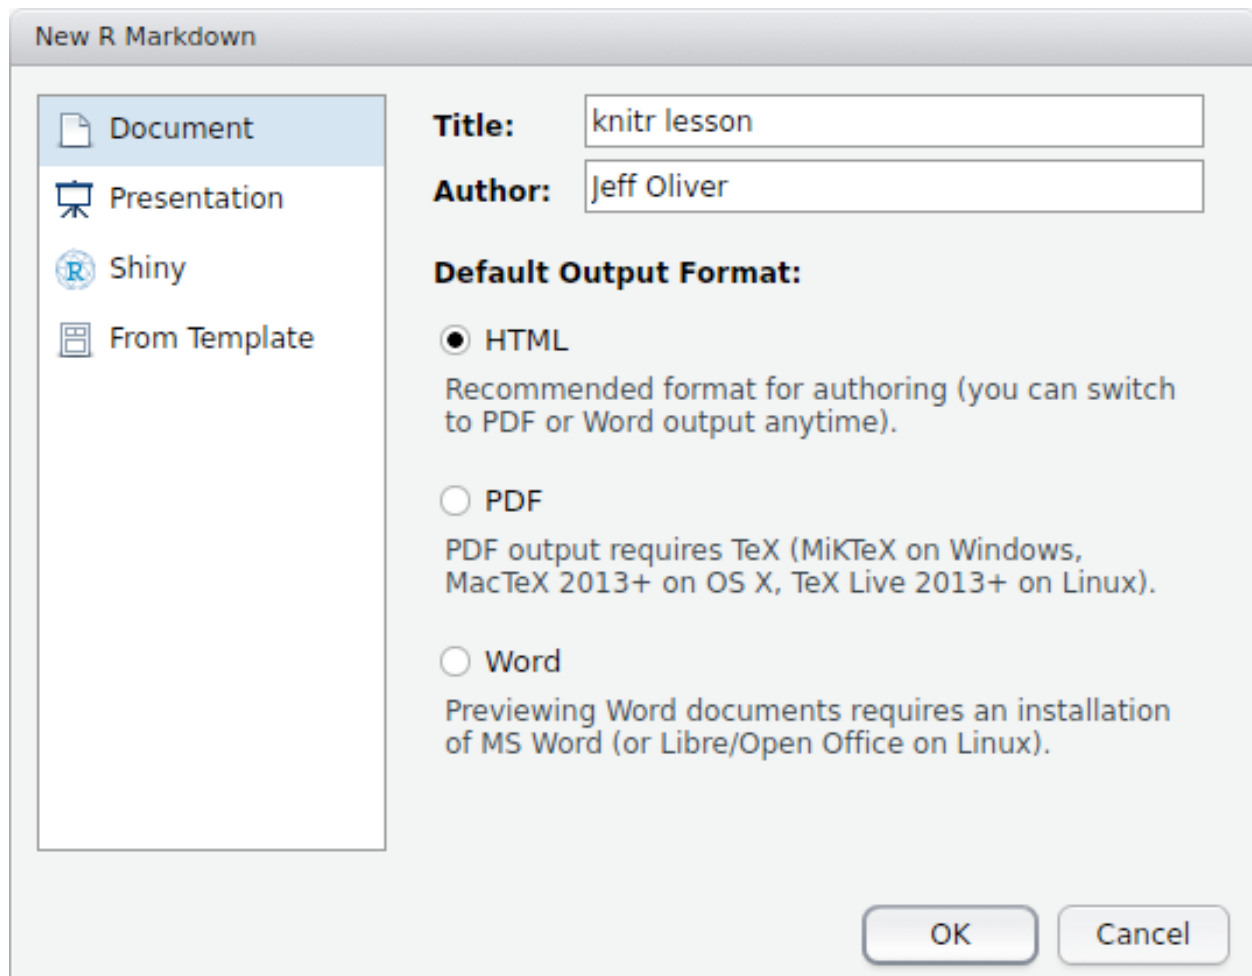 New R Markdown
Document
Presentation
Shiny
From Template
Title: knitr lesson
Author: Jeff Oliver
Default Output Format:
HTML
Recommended format for authoring (you can switch
to PDF or Word output anytime).
PDF
PDF output requires TeX (MiKTeX on Windows,
MacTeX 2013+ on OS X, TeX Live 2013+ on Linux).
Word
Previewing Word documents requires an installation
of MS Word (or Libre/Open Office on Linux).
OK
Cancel